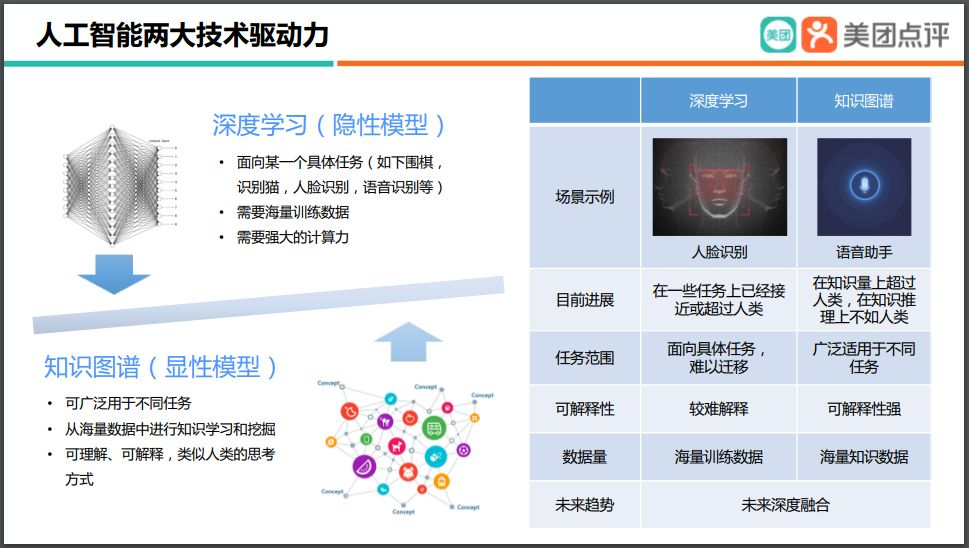 人工智能两大技术驱动力
美团
美团点评
深度学习（隐性模型）
• 面向某一个具体任务（如下围棋，
识别猫，人脸识别，语音识别等）
• 需要海量训练数据
• 需要强大的计算力
知识图谱（显性模型）
• 可广泛用于不同任务
• 从海量数据中进行知识学习和挖掘
• 可理解、可解释，类似人类的思考
方式
Concept
Concept
Concept
Concept
Concept
Concept
深度学习 知识图谱
场景示例
人脸识别 语音助手
目前进展
在一些任务上已经接
近或超过人类
在知识量上超过
人类，在知识推
理上不如人类
任务范围
面向具体任务，
难以迁移
广泛适用于不同
任务
可解释性 较难解释 可解释性强
数据量 海量训练数据 海量知识数据
未来趋势 未来深度融合